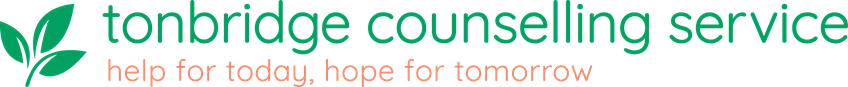 tonbridge counselling service
help for today, hope for tomorrow